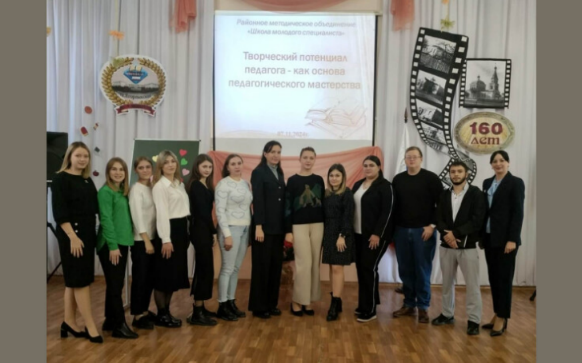 Районное методическое объединение
«Школа молодого специалиста»
Творческий потенциал
педагога - как основа
педагогического мастерства
160
лет